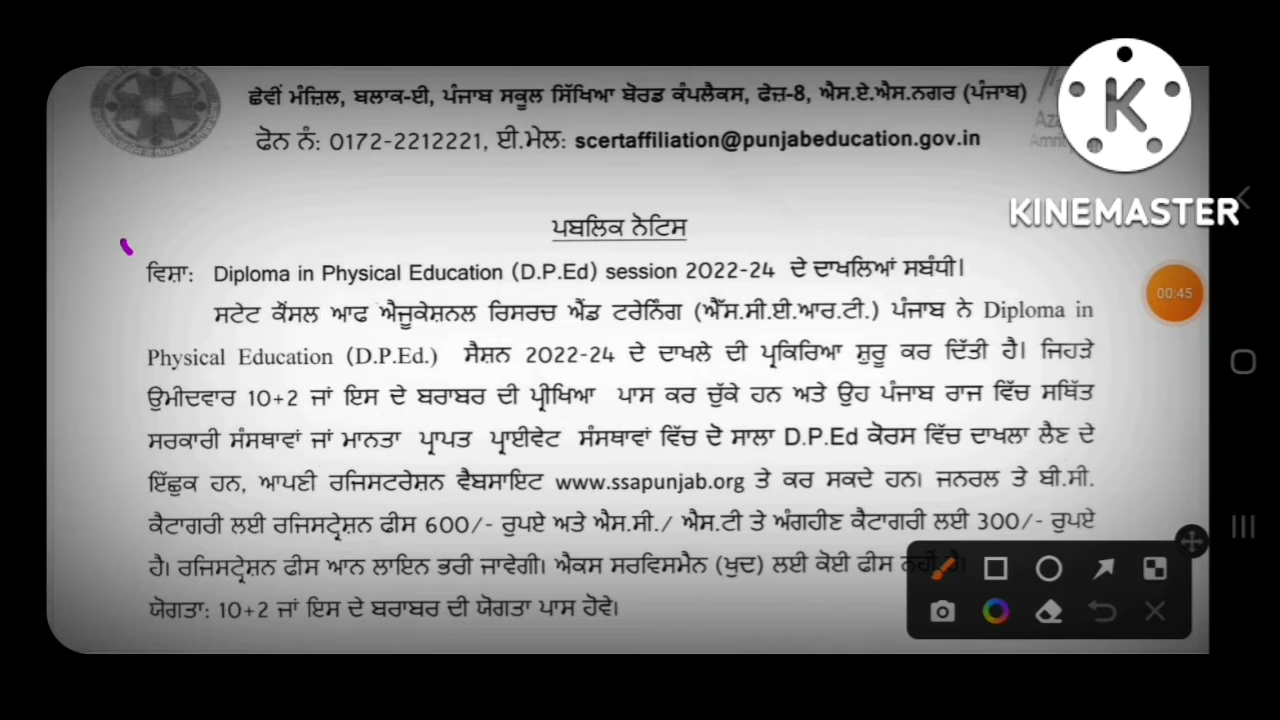 ਛੇਵੀਂ ਮੰਜ਼ਿਲ, ਬਲਾਕ-ਈ, ਪੰਜਾਬ ਸਕੂਲ ਸਿੱਖਿਆ ਬੋਰਡ ਕੰਪਲੈਕਸ, ਫੇਜ਼-8, ਐਸ.ਏ.ਐਸ.ਨਗਰ (ਪੰਜਾਬ)
ਫੋਨ ਨੰ: 0172-2212221, ਈ.ਮੇਲ: scertaffiliation@punjabeducation.gov.in
KINEMASTER
ਪਬਲਿਕ ਨੋਟਿਸ
ਵਿਸ਼ਾ: Diploma in Physical Education (D.P.Ed) session 2022-24 ਦੇ ਦਾਖਲਿਆਂ ਸਬੰਧੀ।
00:45
ਸਟੇਟ ਕੌਂਸਲ ਆਫ ਐਜੂਕੇਸ਼ਨਲ ਰਿਸਰਚ ਐਂਡ ਟਰੇਨਿੰਗ (ਐੱਸ.ਸੀ.ਈ.ਆਰ.ਟੀ.) ਪੰਜਾਬ ਨੇ Diploma in
Physical Education (D.P.Ed.) ਸੈਸ਼ਨ 2022-24 ਦੇ ਦਾਖਲੇ ਦੀ ਪ੍ਰਕਿਰਿਆ ਸ਼ੁਰੂ ਕਰ ਦਿੱਤੀ ਹੈ। ਜਿਹੜੇ
ਉਮੀਦਵਾਰ 10+2 ਜਾਂ ਇਸ ਦੇ ਬਰਾਬਰ ਦੀ ਪ੍ਰੀਖਿਆ ਪਾਸ ਕਰ ਚੁੱਕੇ ਹਨ ਅਤੇ ਉਹ ਪੰਜਾਬ ਰਾਜ ਵਿੱਚ ਸਥਿੱਤ
ਸਰਕਾਰੀ ਸੰਸਥਾਵਾਂ ਜਾਂ ਮਾਨਤਾ ਪ੍ਰਾਪਤ ਪ੍ਰਾਈਵੇਟ ਸੰਸਥਾਵਾਂ ਵਿੱਚ ਦੋ ਸਾਲਾ D.P.Ed ਕੋਰਸ ਵਿੱਚ ਦਾਖਲਾ ਲੈਣ ਦੇ
ਇੱਛੁਕ ਹਨ, ਆਪਣੀ ਰਜਿਸਟਰੇਸ਼ਨ ਵੈਬਸਾਇਟ www.ssapunjab.org ਤੇ ਕਰ ਸਕਦੇ ਹਨ। ਜਨਰਲ ਤੇ ਬੀ.ਸੀ.
ਕੈਟਾਗਰੀ ਲਈ ਰਜਿਸਟ੍ਰੇਸ਼ਨ ਫੀਸ 600/- ਰੁਪਏ ਅਤੇ ਐਸ.ਸੀ./ ਐਸ.ਟੀ ਤੇ ਅੰਗਹੀਣ ਕੈਟਾਗਰੀ ਲਈ 300/- ਰੁਪਏ
ਹੈ। ਰਜਿਸਟ੍ਰੇਸ਼ਨ ਫੀਸ ਆਨ ਲਾਇਨ ਭਰੀ ਜਾਵੇਗੀ। ਐਕਸ ਸਰਵਿਸਮੈਨ (ਖੁਦ) ਲਈ ਕੋਈ ਫੀਸ ਨਹੀਂ ਹੈ।
ਯੋਗਤਾ: 10+2 ਜਾਂ ਇਸ ਦੇ ਬਰਾਬਰ ਦੀ ਯੋਗਤਾ ਪਾਸ ਹੋਵੇ।